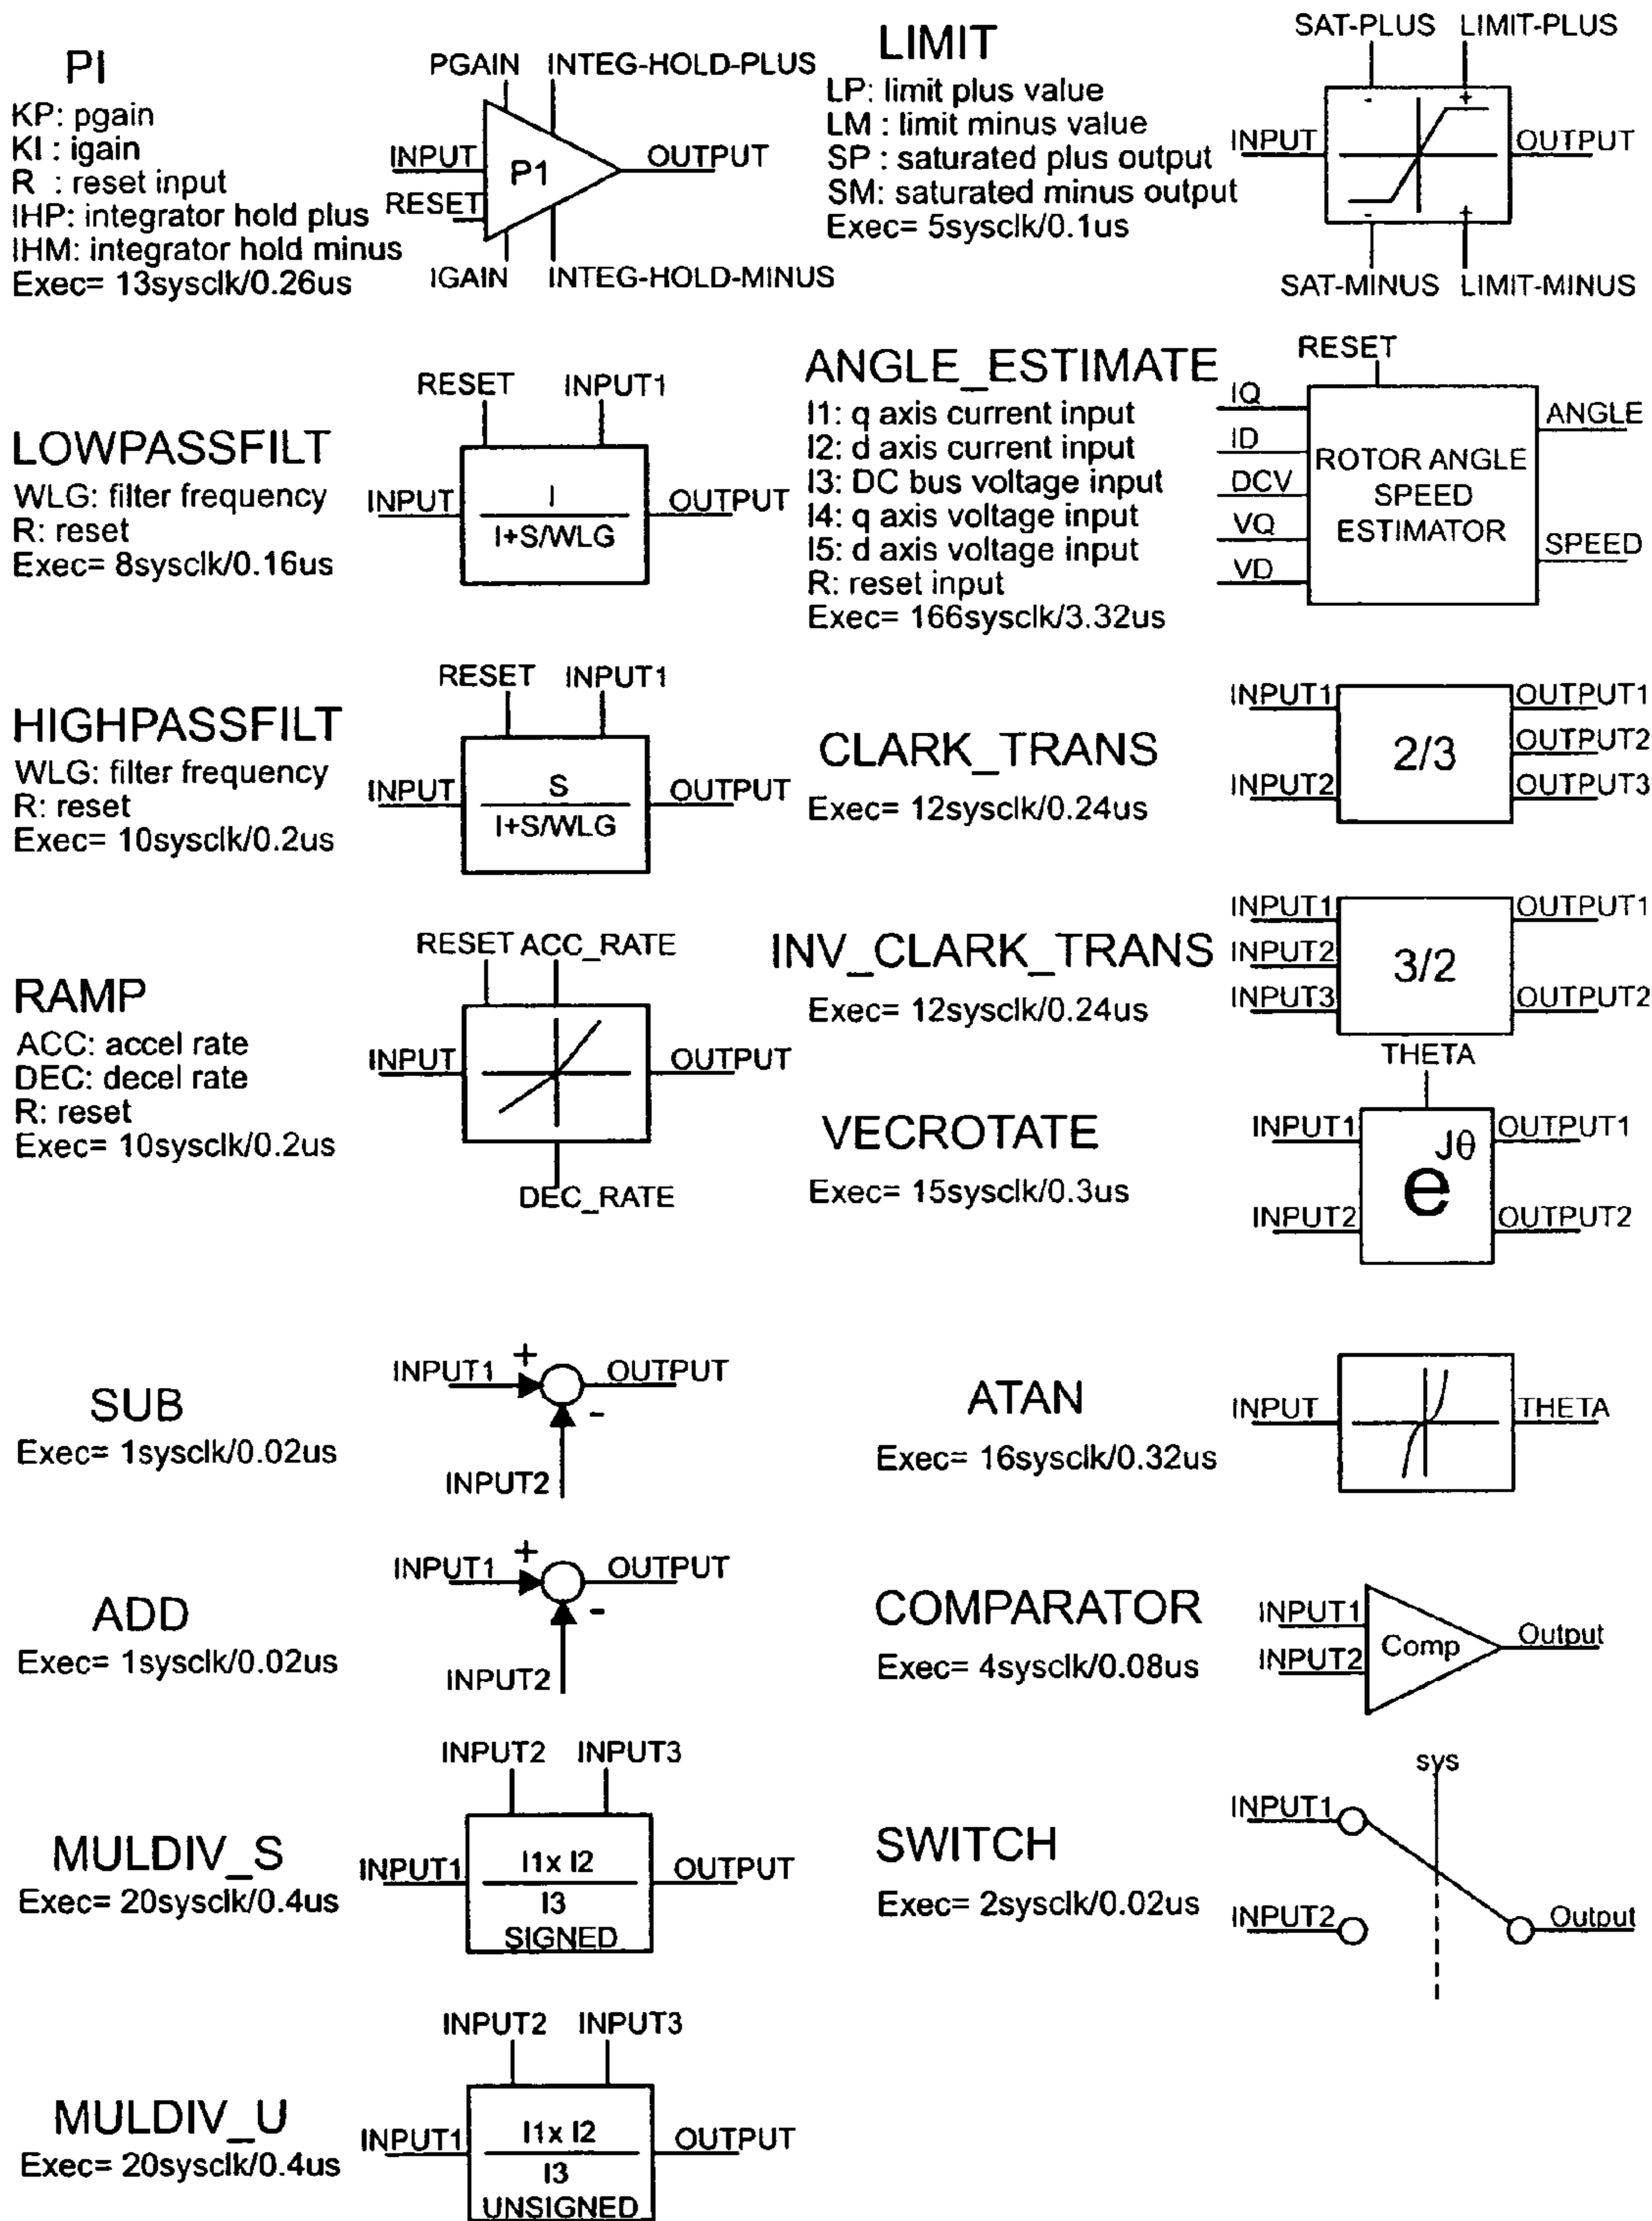 PI
KP: pgain
KI : igain
R : reset input
IHP: integrator hold plus
IHM: integrator hold minus
Exec= 13sysclk/0.26us
PGAIN INTEG-HOLD-PLUS
INPUT
RESET
P1
OUTPUT
IGAIN INTEG-HOLD-MINUS
LIMIT
LP: limit plus value
LM : limit minus value
SP : saturated plus output
SM: saturated minus output
Exec= 5sysclk/0.1us
SAT-PLUS LIMIT-PLUS
- +
INPUT
OUTPUT
- +
SAT-MINUS LIMIT-MINUS
LOWPASSFILT
WLG: filter frequency
R: reset
Exec= 8sysclk/0.16us
RESET INPUT1
INPUT
I
I+S/WLG
OUTPUT
ANGLE_ESTIMATE
I1: q axis current input
I2: d axis current input
I3: DC bus voltage input
I4: q axis voltage input
I5: d axis voltage input
R: reset input
Exec= 166sysclk/3.32us
RESET
IQ
ID
DCV
VQ
VD
ROTOR ANGLE
SPEED
ESTIMATOR
ANGLE
SPEED
HIGHPASSFILT
WLG: filter frequency
R: reset
Exec= 10sysclk/0.2us
RESET INPUT1
INPUT
S
I+S/WLG
OUTPUT
CLARK_TRANS
Exec= 12sysclk/0.24us
INPUT1
INPUT2
2/3
OUTPUT1
OUTPUT2
OUTPUT3
RAMP
ACC: accel rate
DEC: decel rate
R: reset
Exec= 10sysclk/0.2us
RESET ACC_RATE
INPUT
OUTPUT
DEC_RATE
INV_CLARK_TRANS
Exec= 12sysclk/0.24us
INPUT1
INPUT2
INPUT3
3/2
OUTPUT1
OUTPUT2
VECROTATE
Exec= 15sysclk/0.3us
THETA
INPUT1
INPUT2
e Jθ
OUTPUT1
OUTPUT2
SUB
Exec= 1sysclk/0.02us
INPUT1
+
OUTPUT
-
INPUT2
ATAN
Exec= 16sysclk/0.32us
INPUT
THETA
ADD
Exec= 1sysclk/0.02us
INPUT1
+
OUTPUT
-
INPUT2
COMPARATOR
Exec= 4sysclk/0.08us
INPUT1
INPUT2
Comp
Output
MULDIV_S
Exec= 20sysclk/0.4us
INPUT2 INPUT3
INPUT1
I1x I2
I3
SIGNED
OUTPUT
SWITCH
Exec= 2sysclk/0.02us
sys
INPUT1
INPUT2
Output
MULDIV_U
Exec= 20sysclk/0.4us
INPUT2 INPUT3
INPUT1
I1x I2
I3
UNSIGNED
OUTPUT